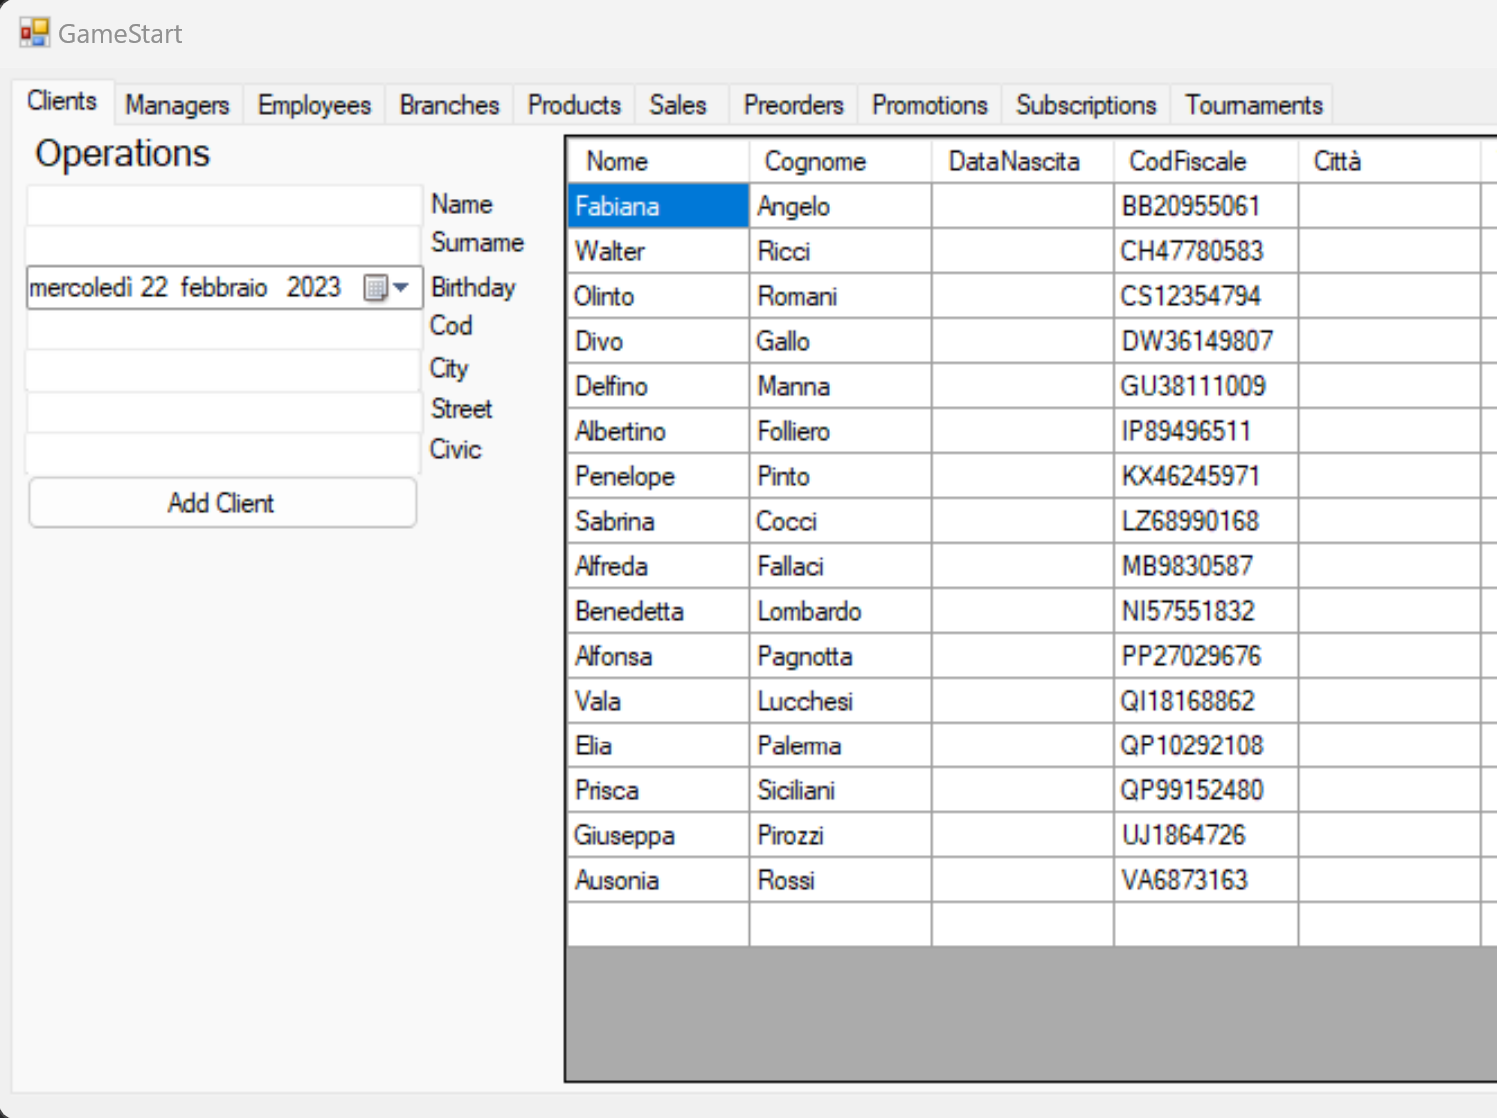 GameStart
Clients Managers Employees Branches Products Sales Preorders Promotions Subscriptions Tournaments
Operations
Name
Surname
mercoledì 22 febbraio 2023 Birthday
Cod
City
Street
Civic
Add Client
Nome Cognome DataNascita CodFiscale Città
Fabiana Angelo BB20955061
Walter Ricci CH47780583
Olinto Romani CS12354794
Divo Gallo DW36149807
Delfino Manna GU38111009
Albertino Folliero IP89496511
Penelope Pinto KX46245971
Sabrina Cocci LZ68990168
Alfreda Fallaci MB9830587
Benedetta Lombardo NI57551832
Alfonsa Pagnotta PP27029676
Vala Lucchesi QI18168862
Elia Palerma QP10292108
Prisca Siciliani QP99152480
Giuseppa Pirozzi UJ1864726
Ausonia Rossi VA6873163